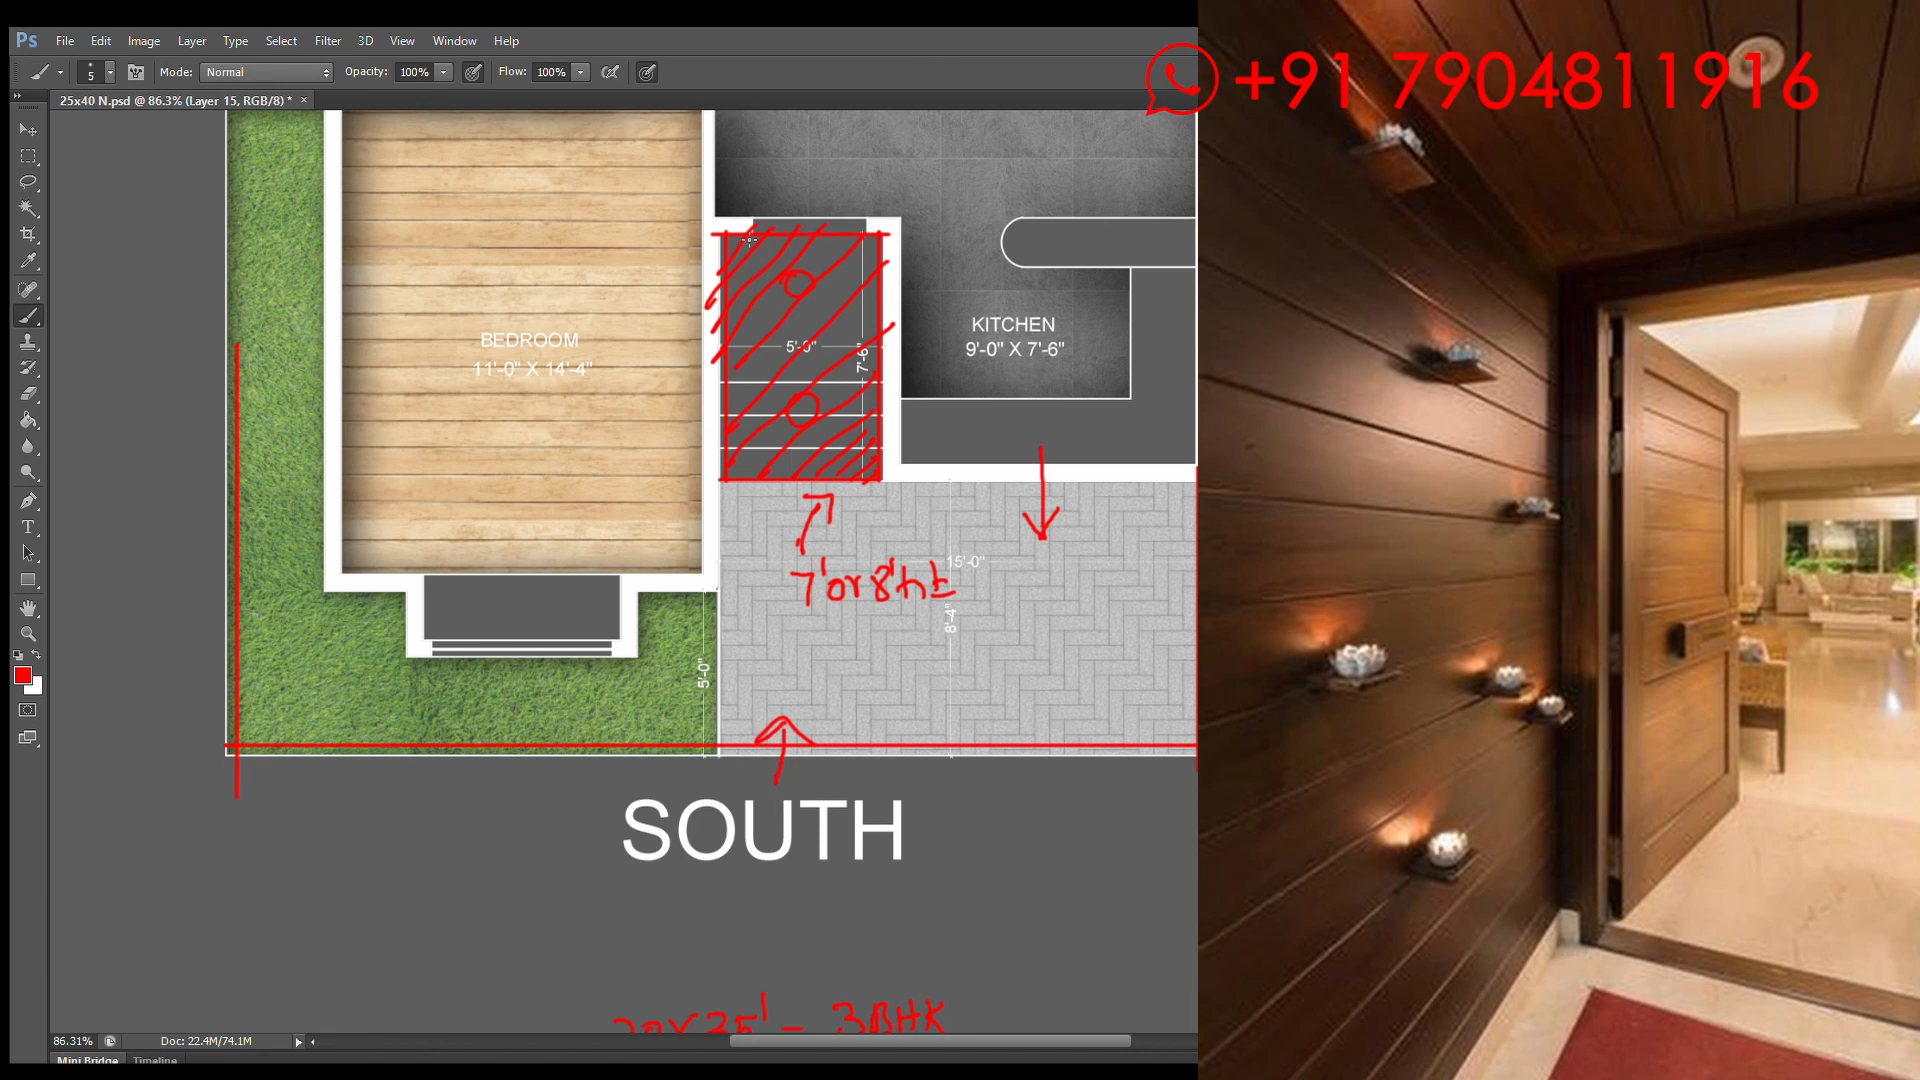 Ps File Edit Image Layer Type Select Filter 3D View Window Help
5 Mode: Normal Opacity: 100% Flow: 100%
25x40 N.psd @ 86.3% (Layer 15, RGB/8) * ×
+91 7904811916
BEDROOM
11'-0" X 14'-4"
5'-0"
7'-6"
KITCHEN
9'-0" X 7'-6"
15'-0"
7' or 8' ht
8'-4"
5'-0"
SOUTH
3BHK
86.31% Doc: 22.4M/74.1M
Mini Bridge Timeline